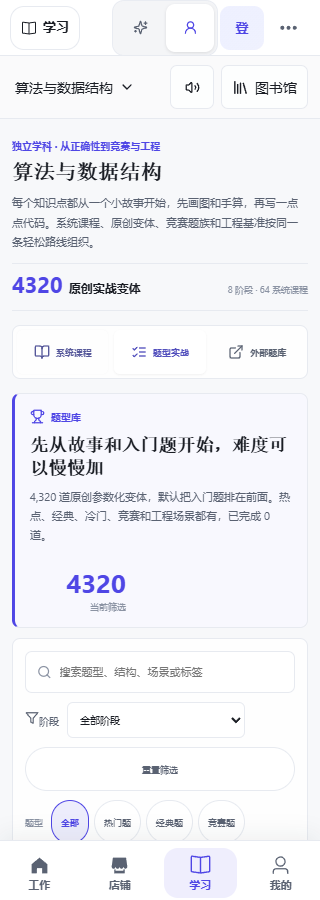 学习
登
算法与数据结构
图书馆
独立学科 · 从正确性到竞赛与工程
算法与数据结构
每个知识点都从一个小故事开始，先画图和手算，再写一点
点代码。系统课程、原创变体、竞赛题族和工程基准按同一
条轻松路线组织。
4320 原创实战变体
8 阶段 · 64 系统课程
系统课程
题型实战
外部题库
题型库
先从故事和入门题开始，难度可
以慢慢加
4,320 道原创参数化变体，默认把入门题排在前面。热
点、经典、冷门、竞赛和工程场景都有，已完成 0
道。
4320
当前筛选
搜索题型、结构、场景或标签
阶段
全部阶段
重置筛选
题型
全部
热门题
经典题
竞赛题
工作
店铺
学习
我的